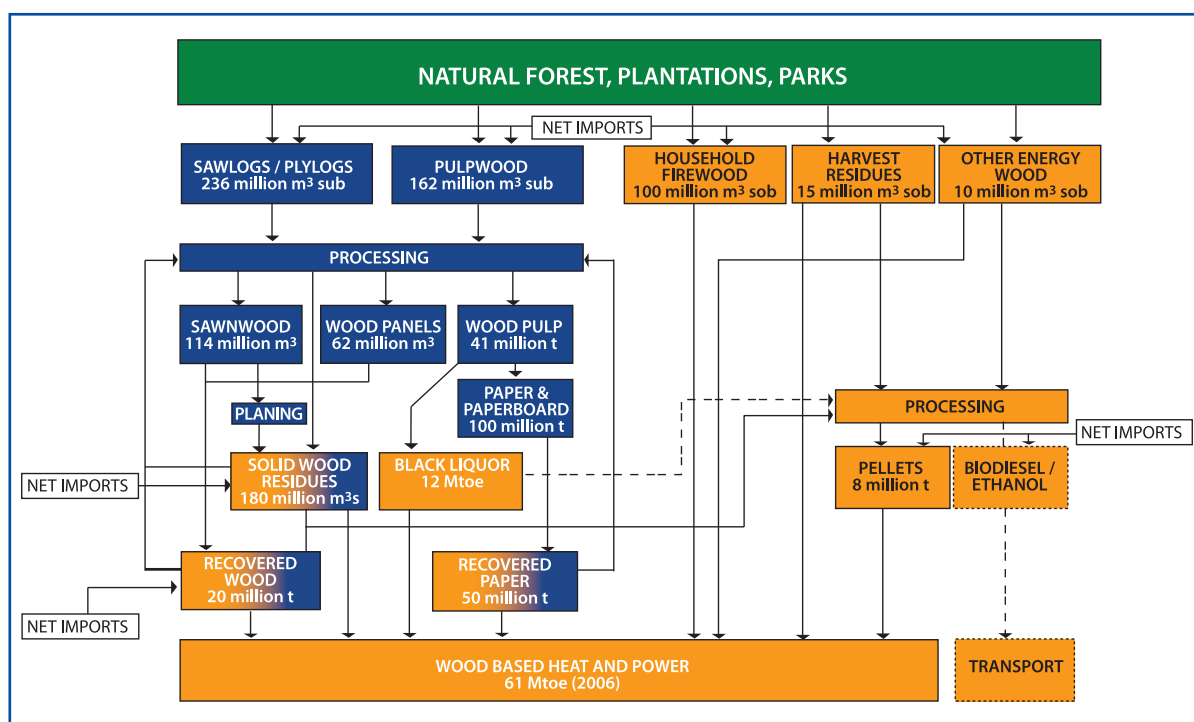 NATURAL FOREST, PLANTATIONS, PARKS
NET IMPORTS
SAWLOGS / PLYLOGS
236 million m³ sub
PULPWOOD
162 million m³ sub
HOUSEHOLD
FIREWOOD
100 million m³ sob
HARVEST
RESIDUES
15 million m³ sob
OTHER ENERGY
WOOD
10 million m³ sob
PROCESSING
SAWNWOOD
114 million m³
WOOD PANELS
62 million m³
WOOD PULP
41 million t
PLANING
PAPER &
PAPERBOARD
100 million t
PROCESSING
NET IMPORTS
SOLID WOOD
RESIDUES
180 million m³s
BLACK LIQUOR
12 Mtoe
PELLETS
8 million t
BIODIESEL /
ETHANOL
NET IMPORTS
RECOVERED
WOOD
20 million t
RECOVERED
PAPER
50 million t
NET IMPORTS
WOOD BASED HEAT AND POWER
61 Mtoe (2006)
TRANSPORT